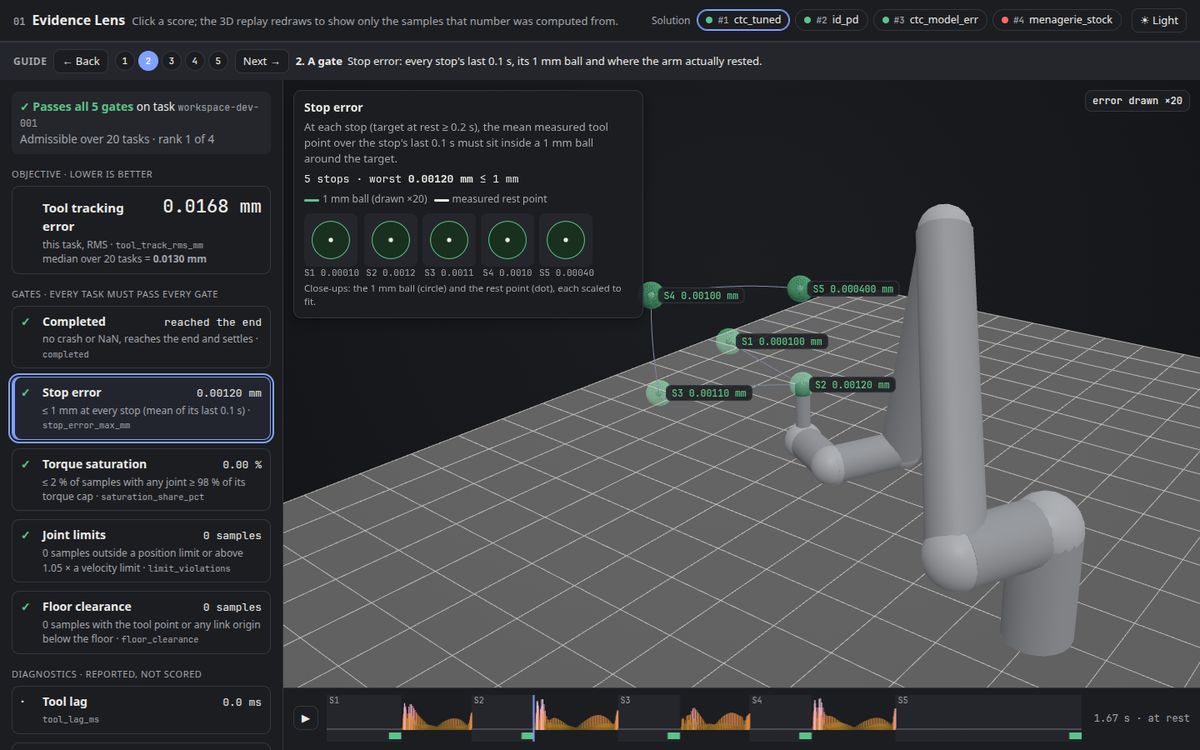 01 Evidence Lens Click a score; the 3D replay redraws to show only the samples that number was computed from.
Solution #1 ctc_tuned #2 id_pd #3 ctc_model_err #4 menagerie_stock ☀ Light
GUIDE ← Back 1 2 3 4 5 Next → 2. A gate Stop error: every stop's last 0.1 s, its 1 mm ball and where the arm actually rested.
✓ Passes all 5 gates on task workspace-dev-
001
Admissible over 20 tasks · rank 1 of 4
OBJECTIVE · LOWER IS BETTER
Tool tracking error 0.0168 mm
this task, RMS · tool_track_rms_mm
median over 20 tasks = 0.0130 mm
GATES · EVERY TASK MUST PASS EVERY GATE
✓ Completed reached the end
no crash or NaN, reaches the end and settles ·
completed
✓ Stop error 0.00120 mm
≤ 1 mm at every stop (mean of its last 0.1 s) ·
stop_error_max_mm
✓ Torque saturation 0.00 %
≤ 2 % of samples with any joint ≥ 98 % of its
torque cap · saturation_share_pct
✓ Joint limits 0 samples
0 samples outside a position limit or above
1.05 × a velocity limit · limit_violations
✓ Floor clearance 0 samples
0 samples with the tool point or any link origin
below the floor · floor_clearance
DIAGNOSTICS · REPORTED, NOT SCORED
· Tool lag 0.0 ms
tool_lag_ms
Stop error
At each stop (target at rest ≥ 0.2 s), the mean measured tool
point over the stop's last 0.1 s must sit inside a 1 mm ball
around the target.
5 stops · worst 0.00120 mm ≤ 1 mm
1 mm ball (drawn ×20) measured rest point
S1 0.00010 S2 0.0012 S3 0.0011 S4 0.0010 S5 0.00040
Close-ups: the 1 mm ball (circle) and the rest point (dot), each scaled to
fit.
error drawn ×20
S4 0.00100 mm
S5 0.000400 mm
S1 0.000100 mm
S2 0.00120 mm
S3 0.00110 mm
▶ S1 S2 S3 S4 S5
1.67 s · at rest